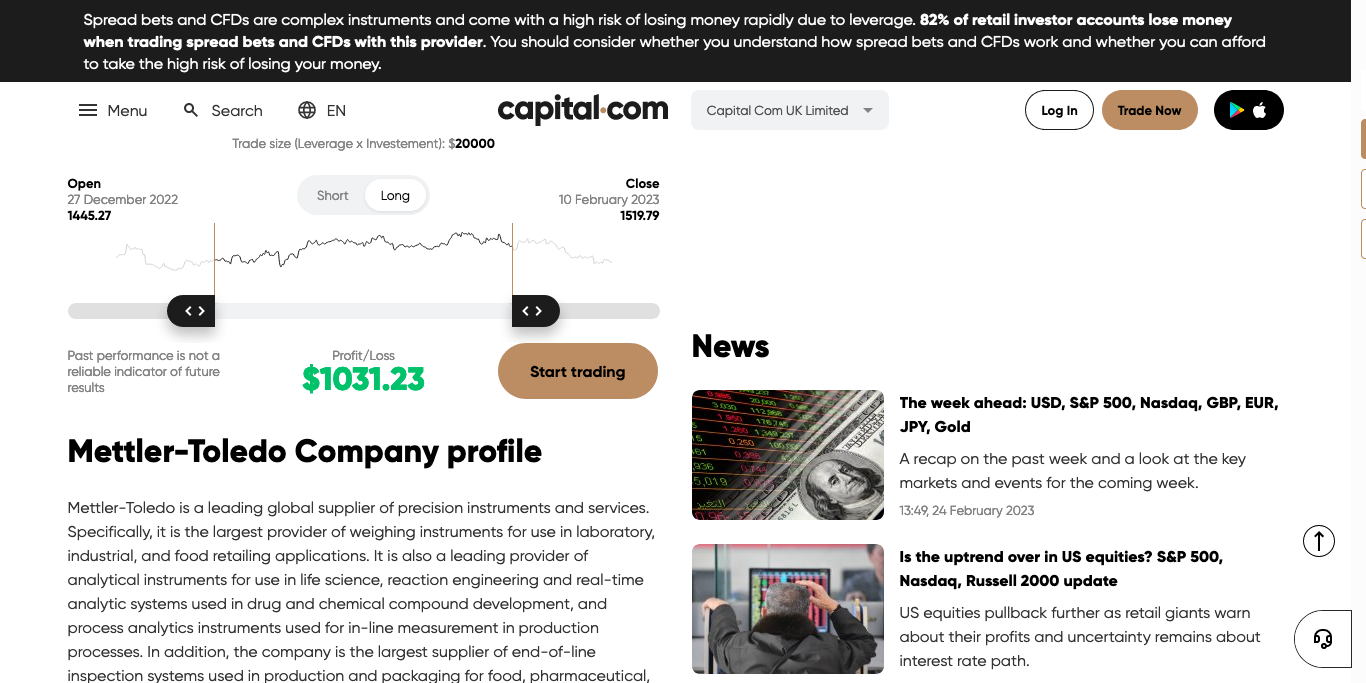 Spread bets and CFDs are complex instruments and come with a high risk of losing money rapidly due to leverage. 82% of retail investor accounts lose money
when trading spread bets and CFDs with this provider. You should consider whether you understand how spread bets and CFDs work and whether you can afford
to take the high risk of losing your money.
Menu
Search
EN
capital.com
Capital Com UK Limited
Log In
Trade Now
Trade size (Leverage x Investement): $20000
Open
27 December 2022
1445.27
Short
Long
Close
10 February 2023
1519.79
Past performance is not a
reliable indicator of future
results
Profit/Loss
$1031.23
Start trading
Mettler-Toledo Company profile
Mettler-Toledo is a leading global supplier of precision instruments and services.
Specifically, it is the largest provider of weighing instruments for use in laboratory,
industrial, and food retailing applications. It is also a leading provider of
analytical instruments for use in life science, reaction engineering and real-time
analytic systems used in drug and chemical compound development, and
process analytics instruments used for in-line measurement in production
processes. In addition, the company is the largest supplier of end-of-line
inspection systems used in production and packaging for food, pharmaceutical,
News
The week ahead: USD, S&P 500, Nasdaq, GBP, EUR,
JPY, Gold
A recap on the past week and a look at the key
markets and events for the coming week.
13:49, 24 February 2023
Is the uptrend over in US equities? S&P 500,
Nasdaq, Russell 2000 update
US equities pullback further as retail giants warn
about their profits and uncertainty remains about
interest rate path.